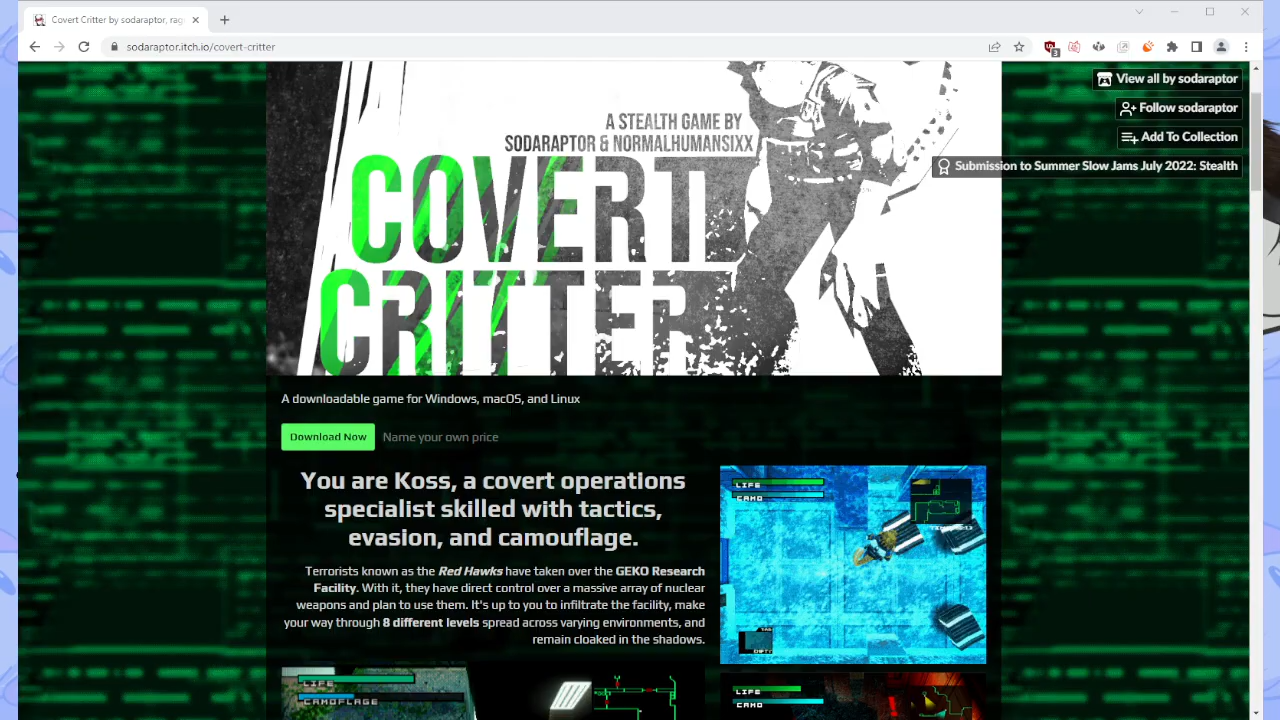 Covert Critter by sodaraptor, rag
sodaraptor.itch.io/covert-critter
3
View all by sodaraptor
Follow sodaraptor
Add To Collection
Submission to Summer Slow Jams July 2022: Stealth
A STEALTH GAME BY
SODARAPTOR & NORMALHUMANSIXX
COVERT
CRITTER
A downloadable game for Windows, macOS, and Linux
Download Now Name your own price
You are Koss, a covert operations
specialist skilled with tactics,
evasion, and camouflage.
Terrorists known as the Red Hawks have taken over the GEKO Research
Facility. With it, they have direct control over a massive array of nuclear
weapons and plan to use them. It's up to you to infiltrate the facility, make
your way through 8 different levels spread across varying environments, and
remain cloaked in the shadows.
LIFE
CAMO
LIFE
CAMOFLAGE
LIFE
CAMO